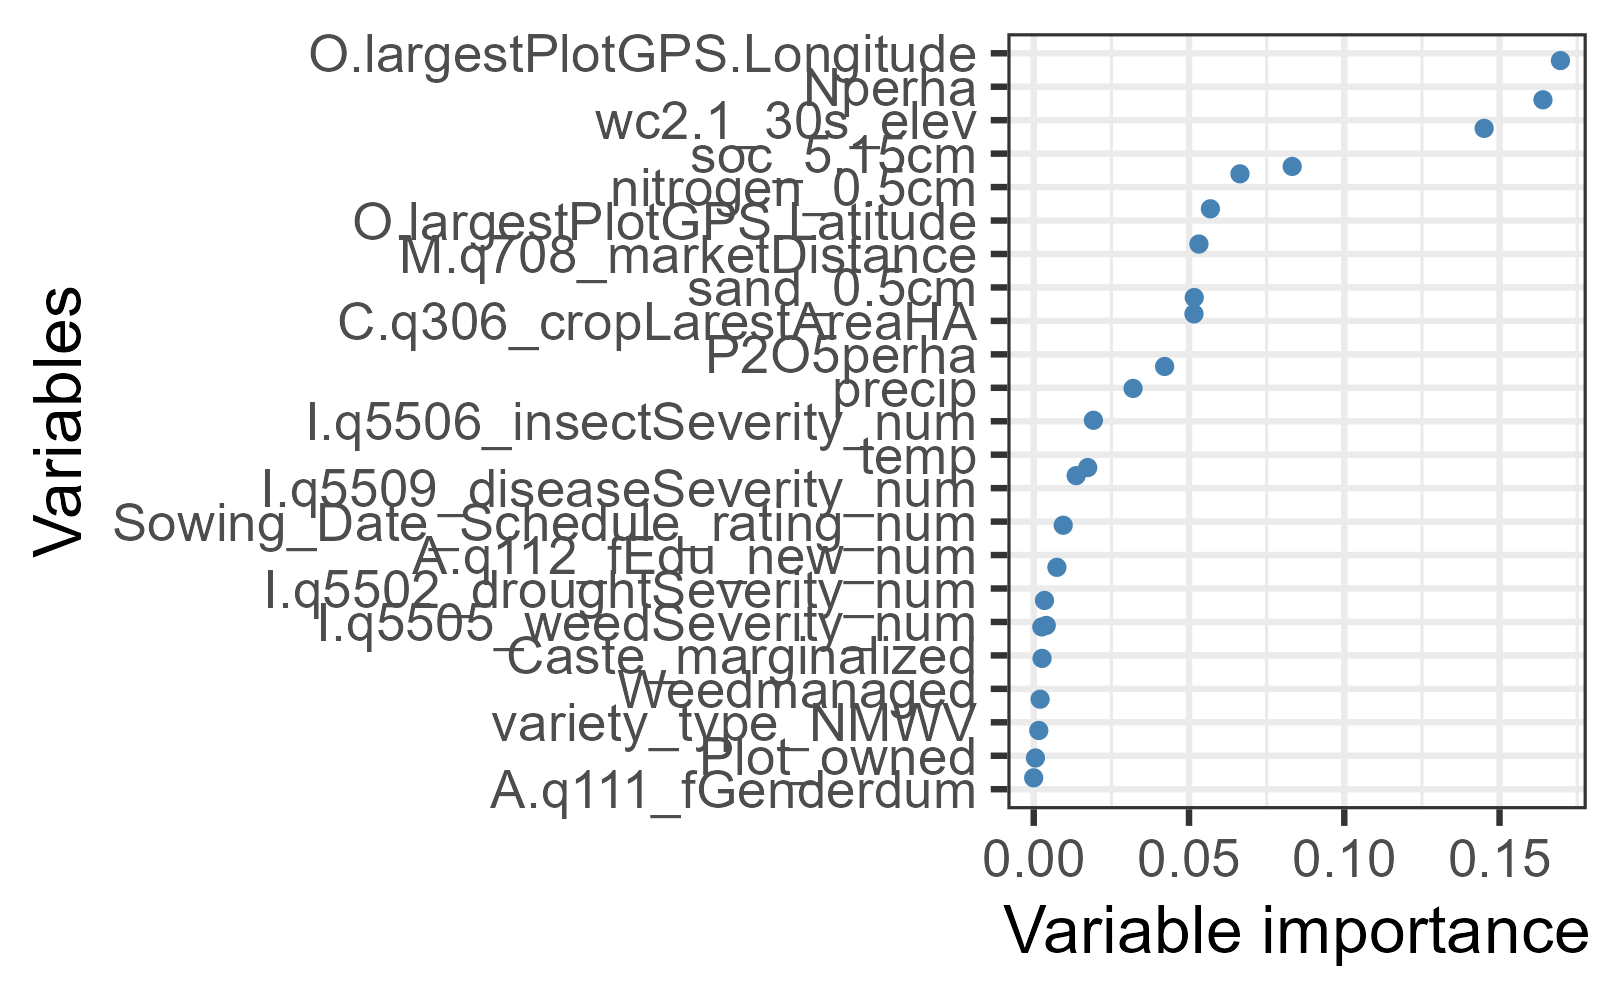 O.largestPlotGPS.Longitude
Nperha
wc2.1_30s_elev
soc_5.15cm
nitrogen_0.5cm
O.largestPlotGPS.Latitude
M.q708_marketDistance
sand_0.5cm
C.q306_cropLarestAreaHA
P2O5perha
precip
I.q5506_insectSeverity_num
temp
I.q5509_diseaseSeverity_num
Sowing_Date_Schedule_rating_num
A.q112_fEdu_new_num
I.q5502_droughtSeverity_num
I.q5505_weedSeverity_num
Caste_marginalized
Weedmanaged
variety_type_NMWV
Plot_owned
A.q111_fGenderdum
Variables
0.00 0.05 0.10 0.15
Variable importance